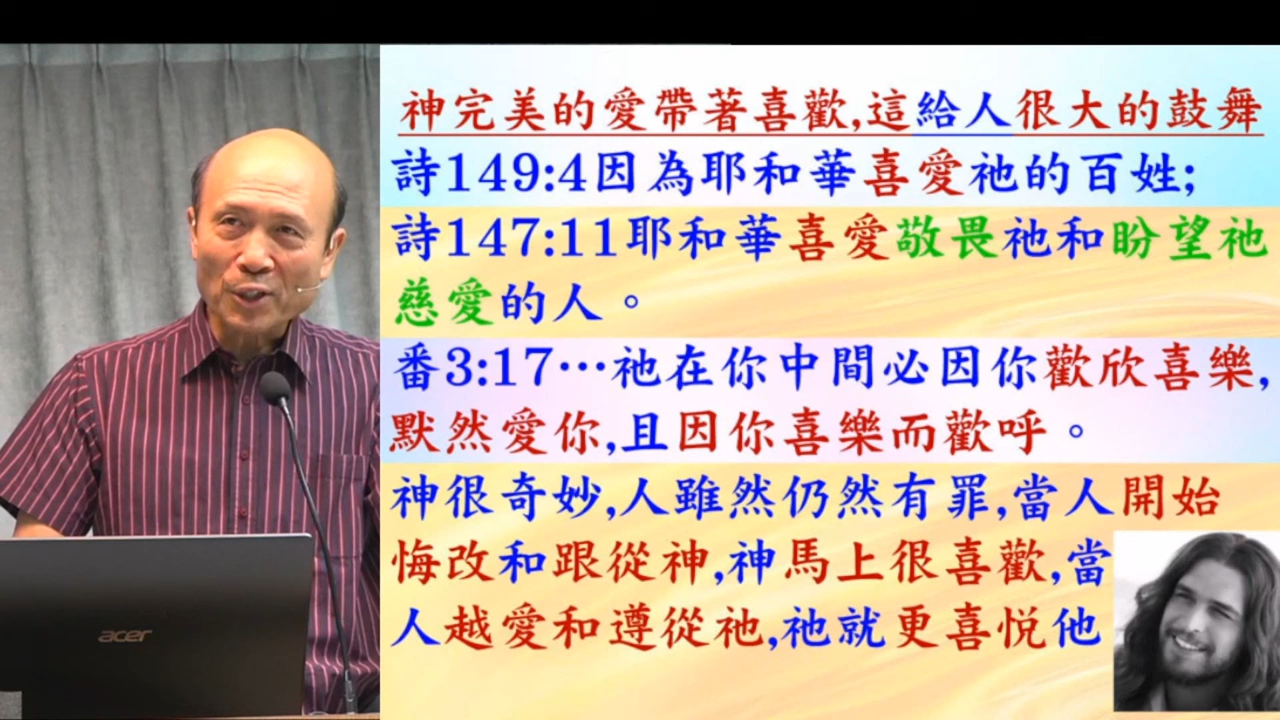 神完美的愛帶著喜歡,這給人很大的鼓舞
詩149:4因為耶和華喜愛祂的百姓;
詩147:11耶和華喜愛敬畏祂和盼望祂
慈愛的人。
番3:17…祂在你中間必因你歡欣喜樂,
默然愛你,且因你喜樂而歡呼。
神很奇妙,人雖然仍然有罪,當人開始
悔改和跟從神,神馬上很喜歡,當
人越愛和遵從祂,祂就更喜悅他
acer